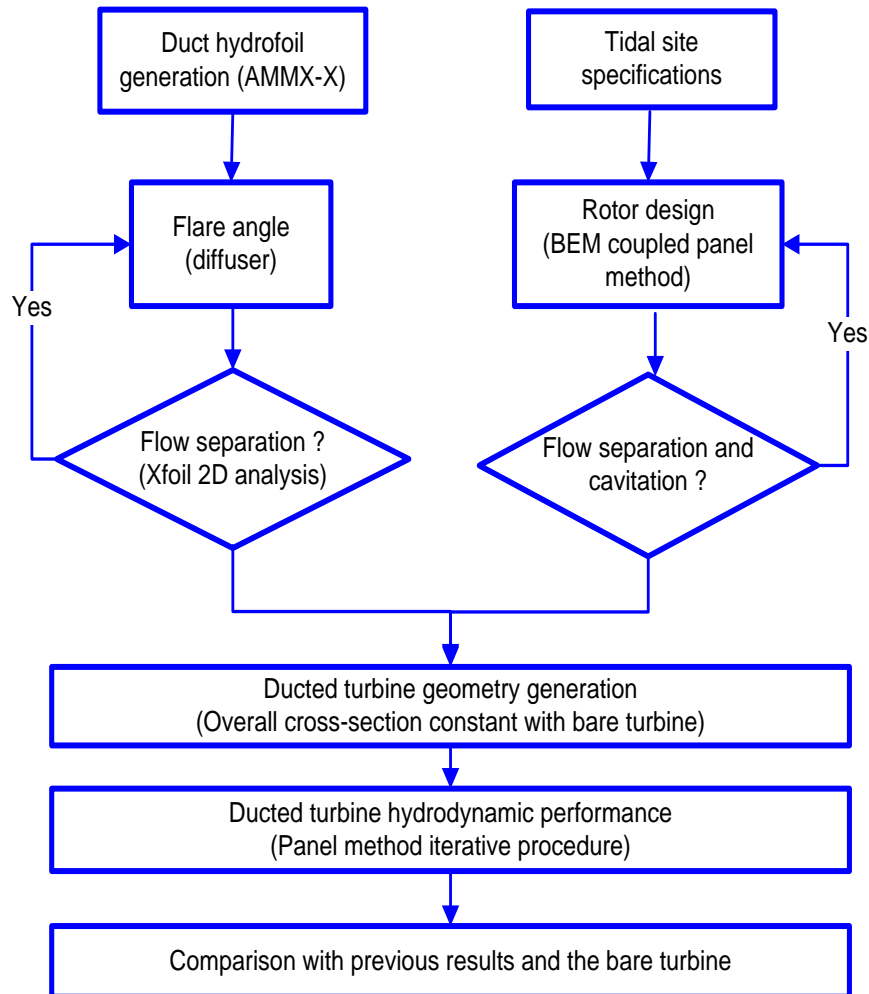 Duct hydrofoil
generation (AMMX-X)
Tidal site
specifications
Flare angle
(diffuser)
Rotor design
(BEM coupled panel
method)
Yes
Yes
Flow separation ?
(Xfoil 2D analysis)
Flow separation and
cavitation ?
Ducted turbine geometry generation
(Overall cross-section constant with bare turbine)
Ducted turbine hydrodynamic performance
(Panel method iterative procedure)
Comparison with previous results and the bare turbine